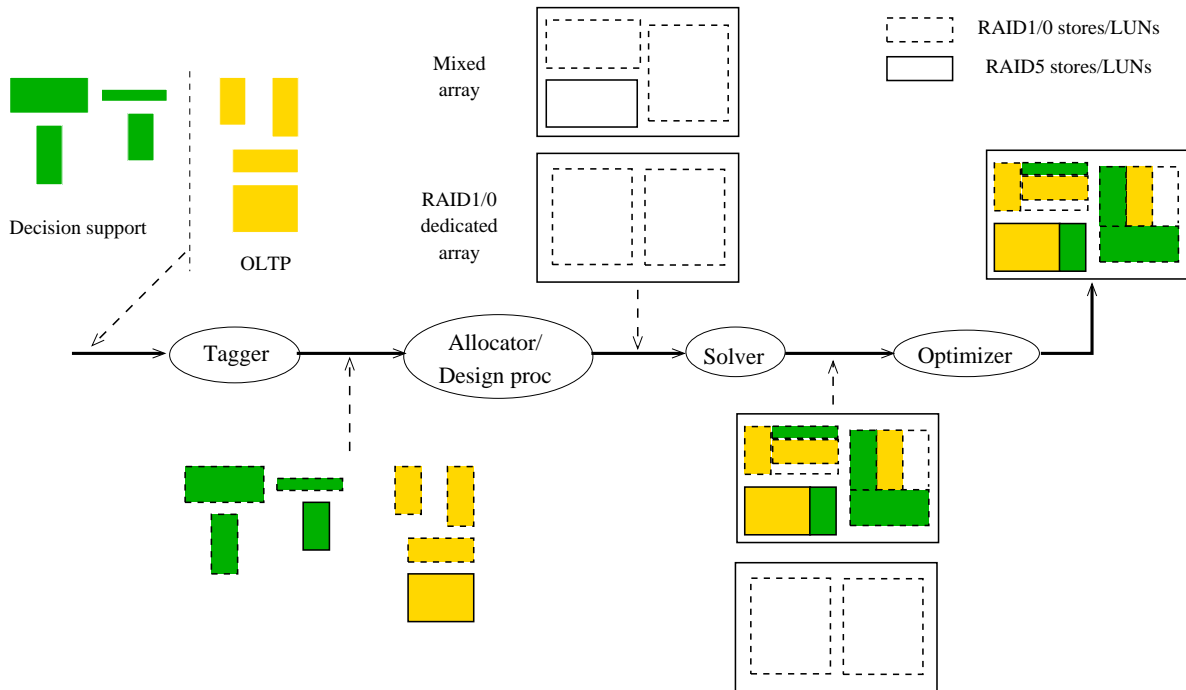 RAID1/0 stores/LUNs
RAID5 stores/LUNs
Mixed
array
RAID1/0
dedicated
array
Decision support
OLTP
Tagger
Allocator/
Design proc
Solver
Optimizer